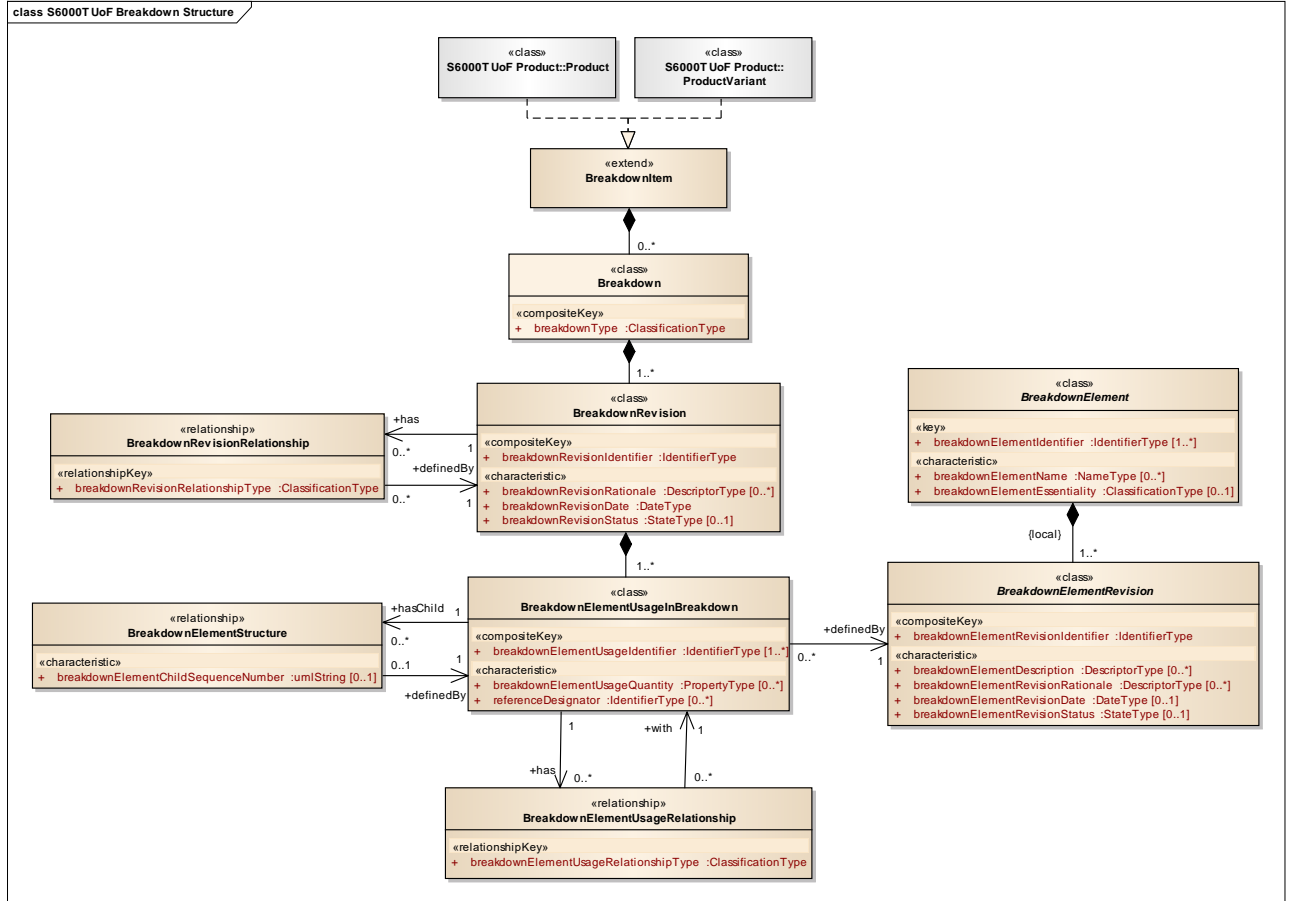 class S6000T UoF Breakdown Structure
«class»
S6000T UoF Product::Product
«class»
S6000T UoF Product::
ProductVariant
«extend»
BreakdownItem
0..*
«class»
Breakdown
«compositeKey»
+ breakdownType :ClassificationType
1..*
«class»
BreakdownRevision
«compositeKey»
+ breakdownRevisionIdentifier :IdentifierType
«characteristic»
+ breakdownRevisionRationale :DescriptorType [0..*]
+ breakdownRevisionDate :DateType
+ breakdownRevisionStatus :StateType [0..1]
+has
1
0..*
+definedBy
0..*
1
«relationship»
BreakdownRevisionRelationship
«relationshipKey»
+ breakdownRevisionRelationshipType :ClassificationType
«class»
BreakdownElement
«key»
+ breakdownElementIdentifier :IdentifierType [1..*]
«characteristic»
+ breakdownElementName :NameType [0..*]
+ breakdownElementEssentiality :ClassificationType [0..1]
{local}
1..*
1..*
«class»
BreakdownElementUsageInBreakdown
«compositeKey»
+ breakdownElementUsageIdentifier :IdentifierType [1..*]
«characteristic»
+ breakdownElementUsageQuantity :PropertyType [0..*]
+ referenceDesignator :IdentifierType [0..*]
«class»
BreakdownElementRevision
«compositeKey»
+ breakdownElementRevisionIdentifier :IdentifierType
«characteristic»
+ breakdownElementDescription :DescriptorType [0..*]
+ breakdownElementRevisionRationale :DescriptorType [0..*]
+ breakdownElementRevisionDate :DateType [0..1]
+ breakdownElementRevisionStatus :StateType [0..1]
+definedBy
0..*
1
«relationship»
BreakdownElementStructure
«characteristic»
+ breakdownElementChildSequenceNumber :umlString [0..1]
+hasChild
1
0..*
0..1
1
+definedBy
1
+with
1
+has
0..*
0..*
«relationship»
BreakdownElementUsageRelationship
«relationshipKey»
+ breakdownElementUsageRelationshipType :ClassificationType